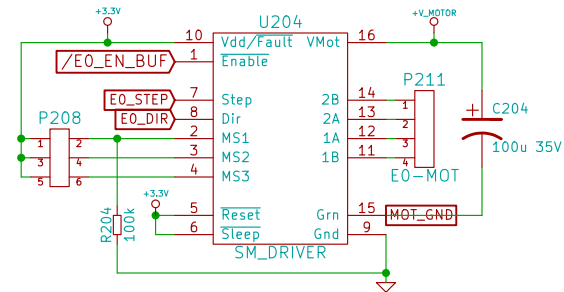 +3.3V
U204
+V_MOTOR
10 Vdd/Fault VMot 16
/E0_EN_BUF 1 Enable
P211
E0_STEP 7 Step 2B 14 1
E0_DIR 8 Dir 2A 13 2
C204
100u 35V
P208
1 2 2 MS1 1A 12 3
3 4 3 MS2 1B 11 4
5 6 4 MS3
E0-MOT
+3.3V
R204
100k
5 Reset Grn 15 MOT_GND
6 Sleep Gnd 9
SM_DRIVER